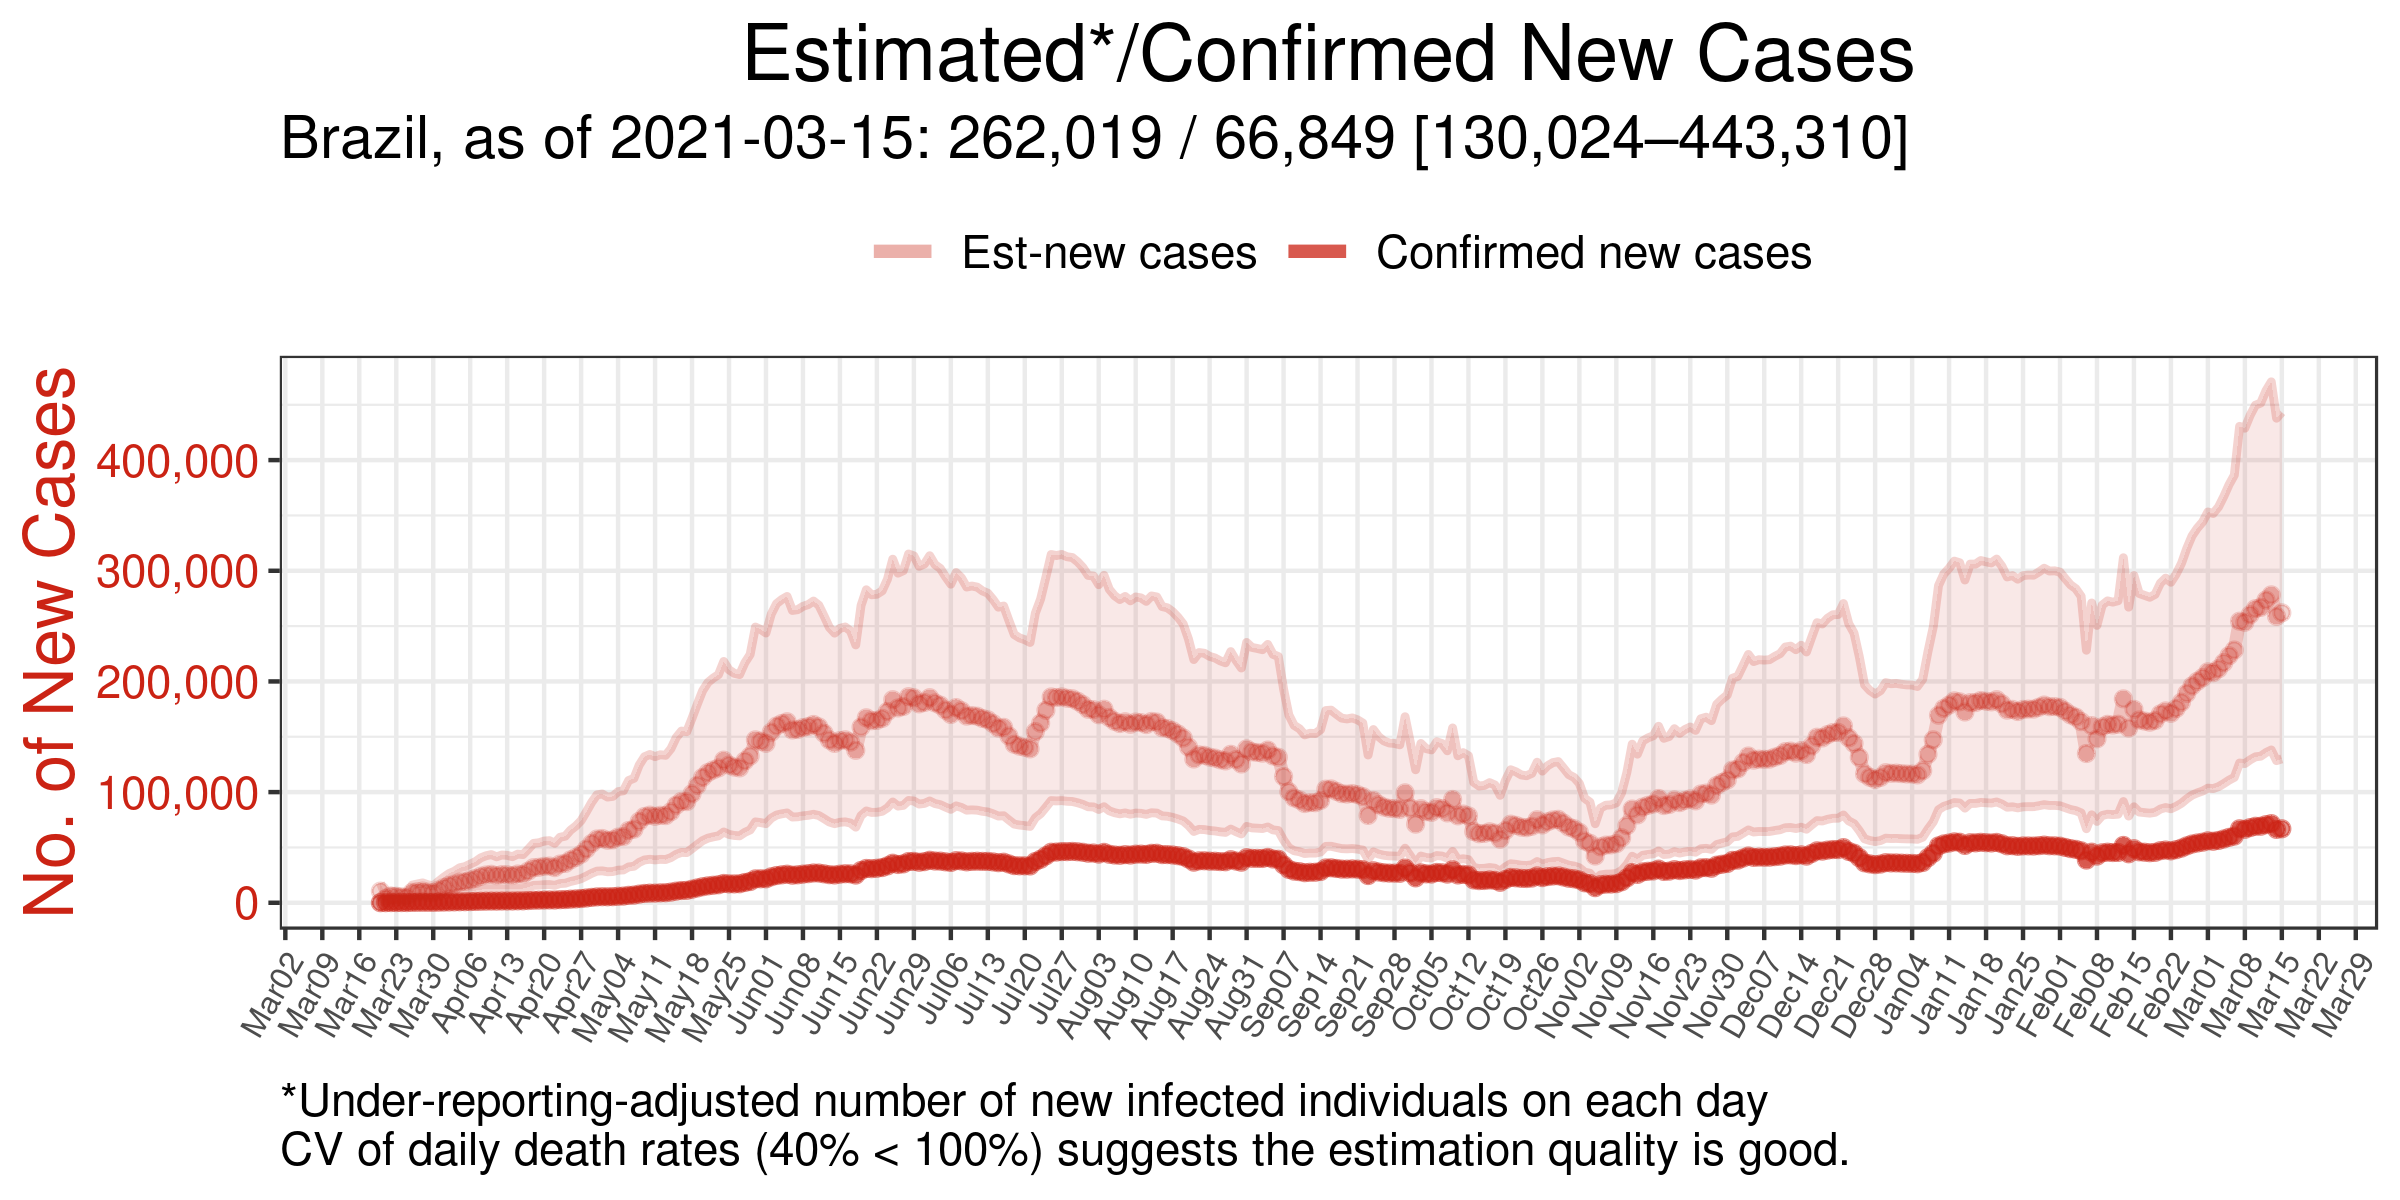 Estimated*/Confirmed New Cases
Brazil, as of 2021-03-15: 262,019 / 66,849 [130,024–443,310]
Est-new cases Confirmed new cases
No. of New Cases
400,000
300,000
200,000
100,000
0
Mar02 Mar09 Mar16 Mar23 Mar30 Apr06 Apr13 Apr20 Apr27 May04 May11 May18 May25 Jun01 Jun08 Jun15 Jun22 Jun29 Jul06 Jul13 Jul20 Jul27 Aug03 Aug10 Aug17 Aug24 Aug31 Sep07 Sep14 Sep21 Sep28 Oct05 Oct12 Oct19 Oct26 Nov02 Nov09 Nov16 Nov23 Nov30 Dec07 Dec14 Dec21 Dec28 Jan04 Jan11 Jan18 Jan25 Feb01 Feb08 Feb15 Feb22 Mar01 Mar08 Mar15 Mar22 Mar29
*Under-reporting-adjusted number of new infected individuals on each day
CV of daily death rates (40% < 100%) suggests the estimation quality is good.